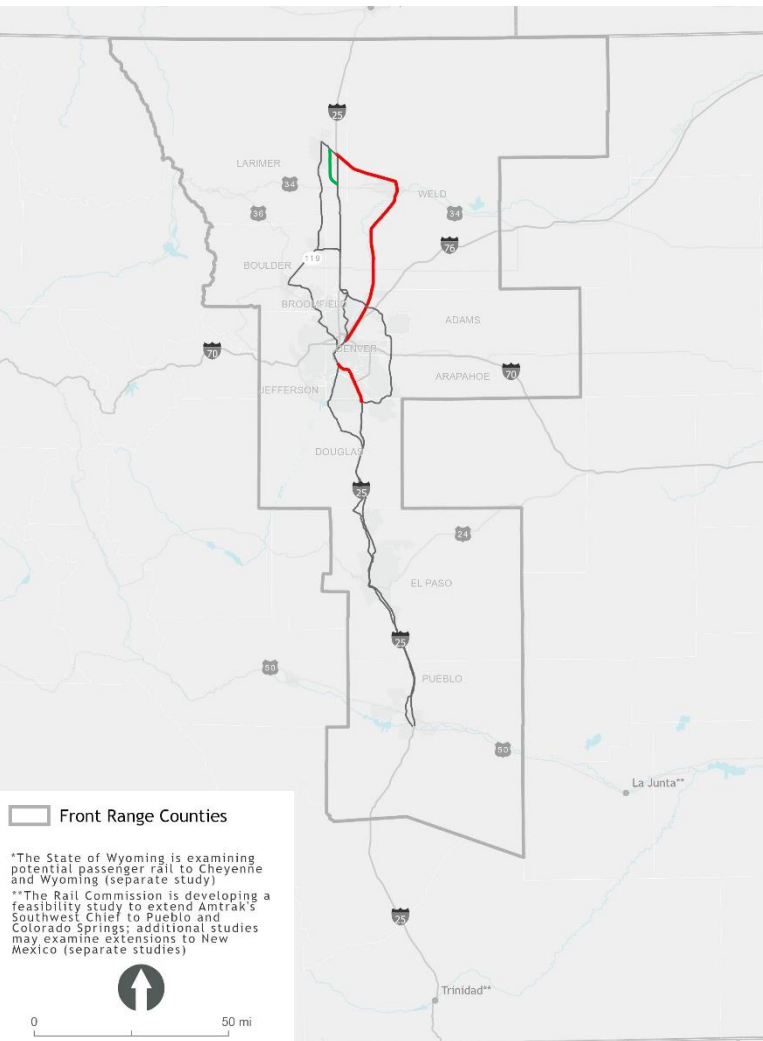 25
LARIMER
34
WELD
36
34
76
119
BOULDER
BROOMFIELD
ADAMS
70
DENVER
70
JEFFERSON
ARAPAHOE
DOUGLAS
25
24
EL PASO
25
50
PUEBLO
50
La Junta**
Front Range Counties
*The State of Wyoming is examining
potential passenger rail to Cheyenne
and Wyoming (separate study)
**The Rail Commission is developing a
feasibility study to extend Amtrak's
Southwest Chief to Pueblo and
Colorado Springs; additional studies
may examine extensions to New
Mexico (separate studies)
25
Trinidad**
0 50 mi